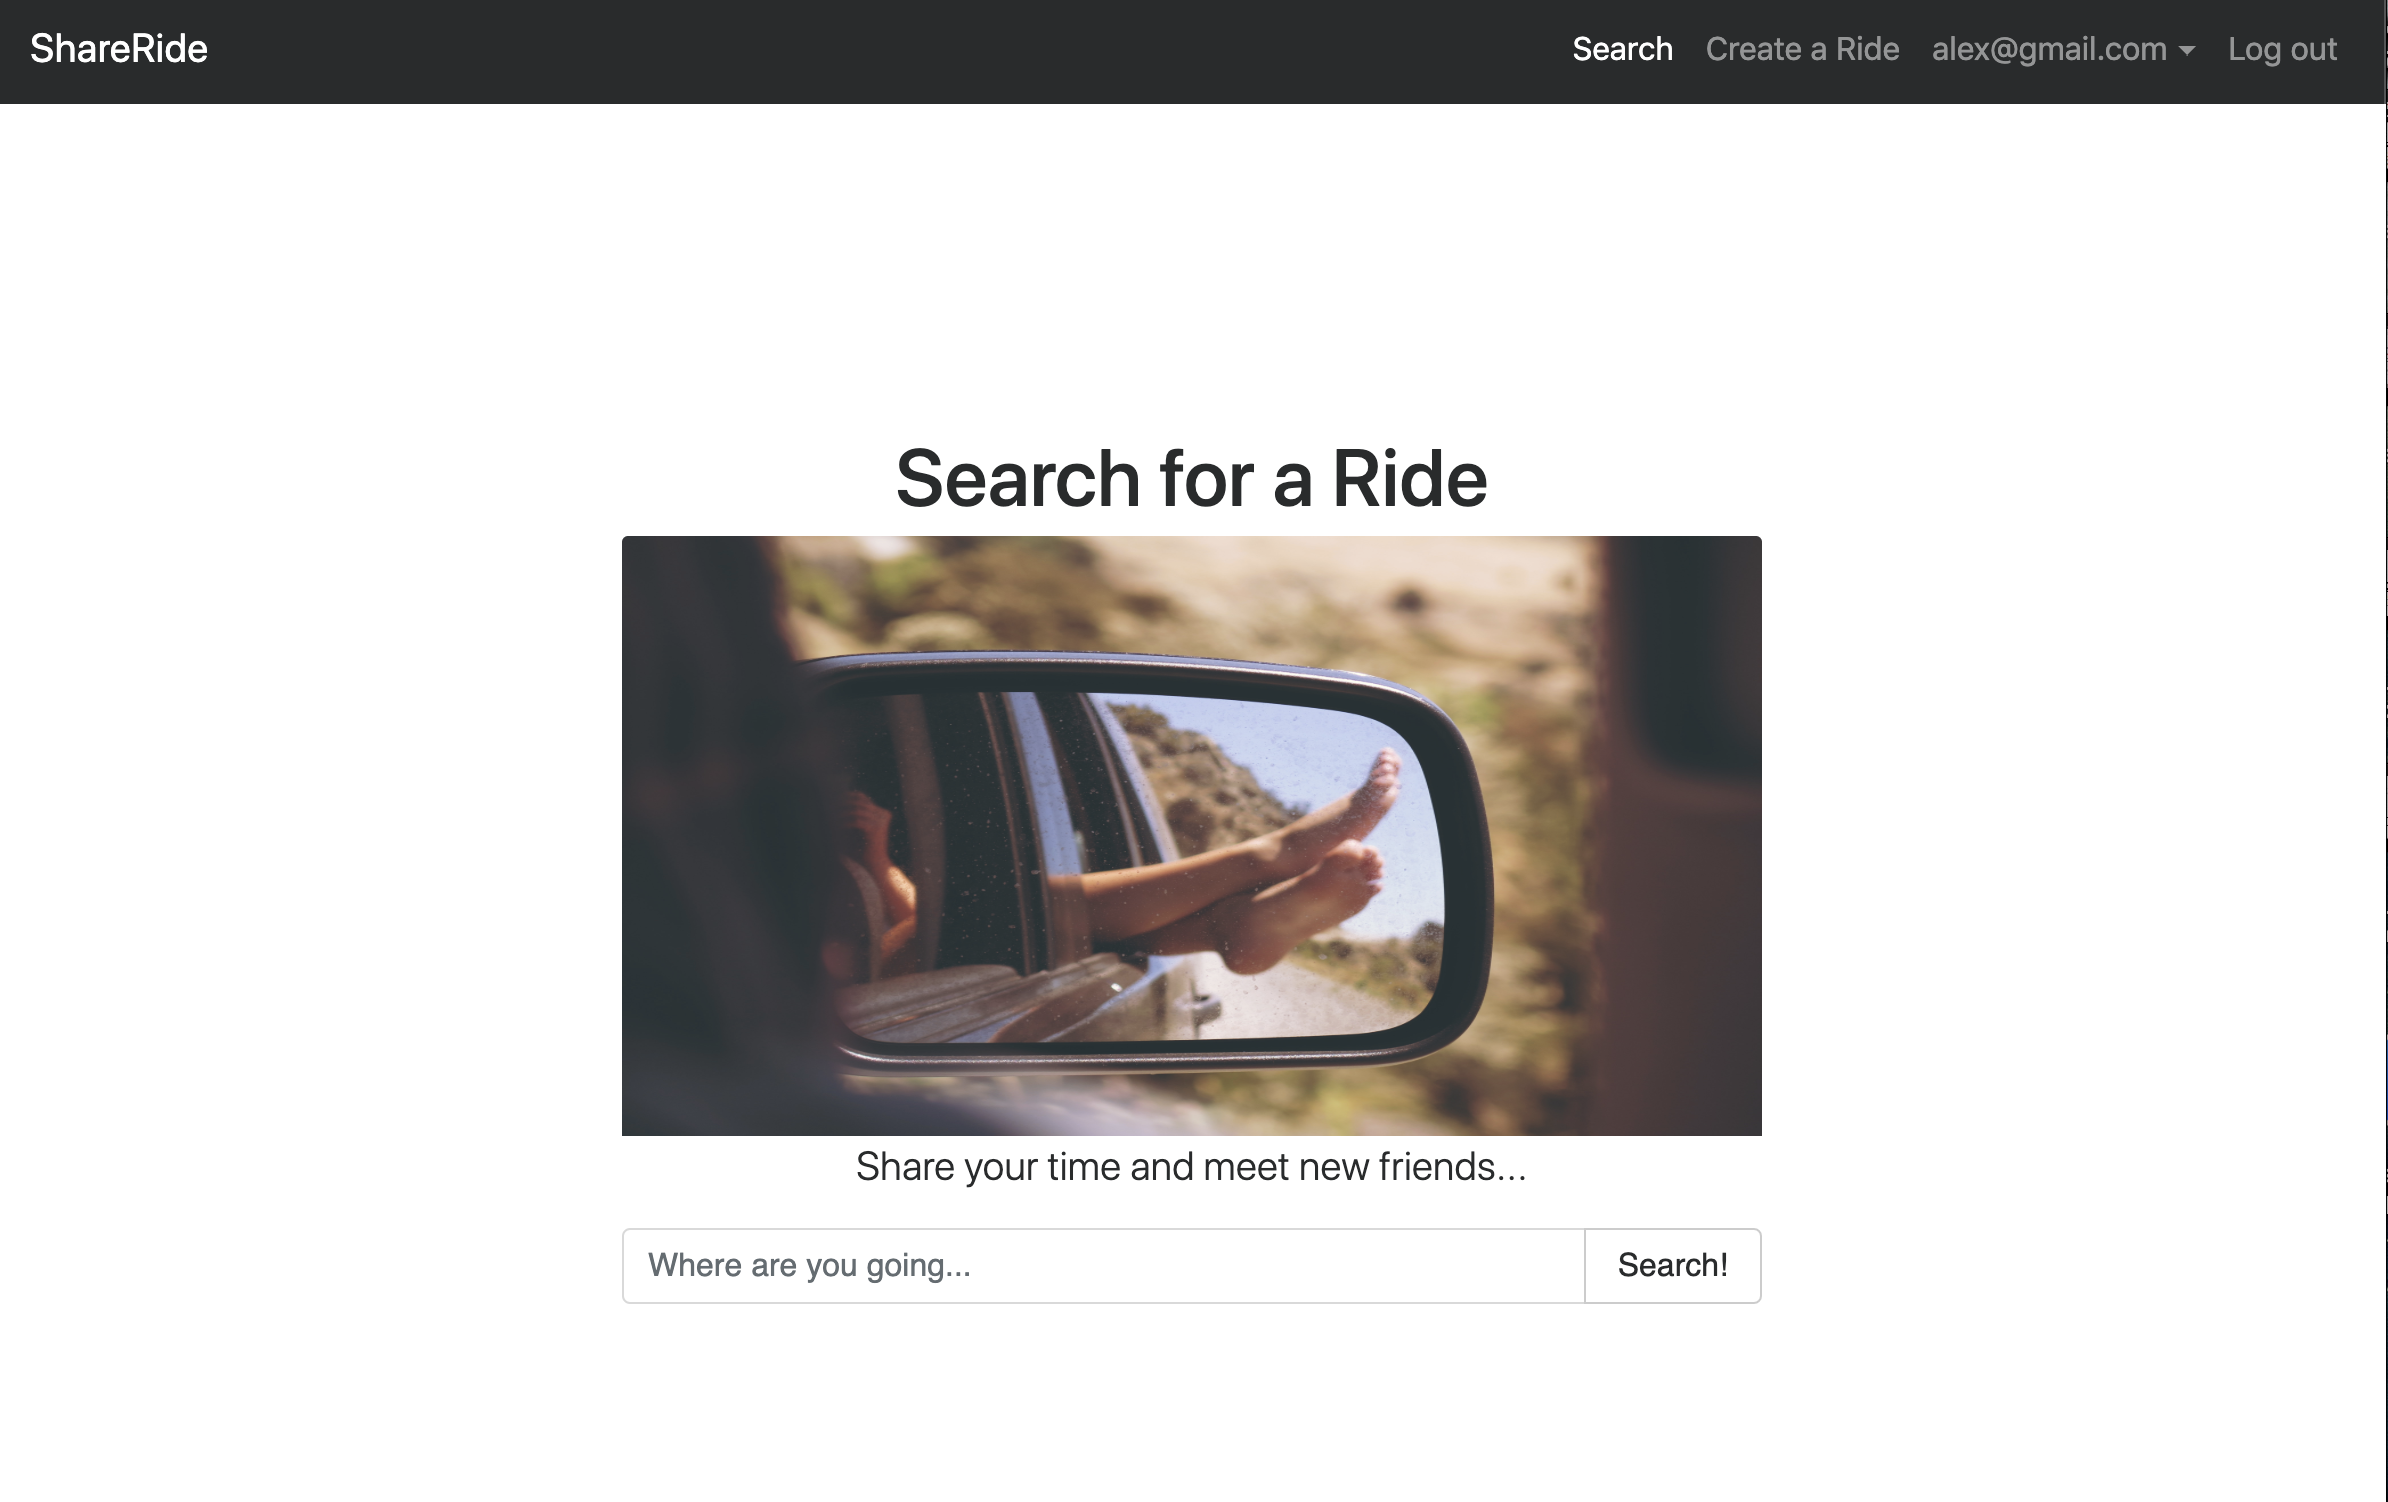 ShareRide
Search Create a Ride alex@gmail.com Log out
Search for a Ride
Share your time and meet new friends...
Where are you going... Search!